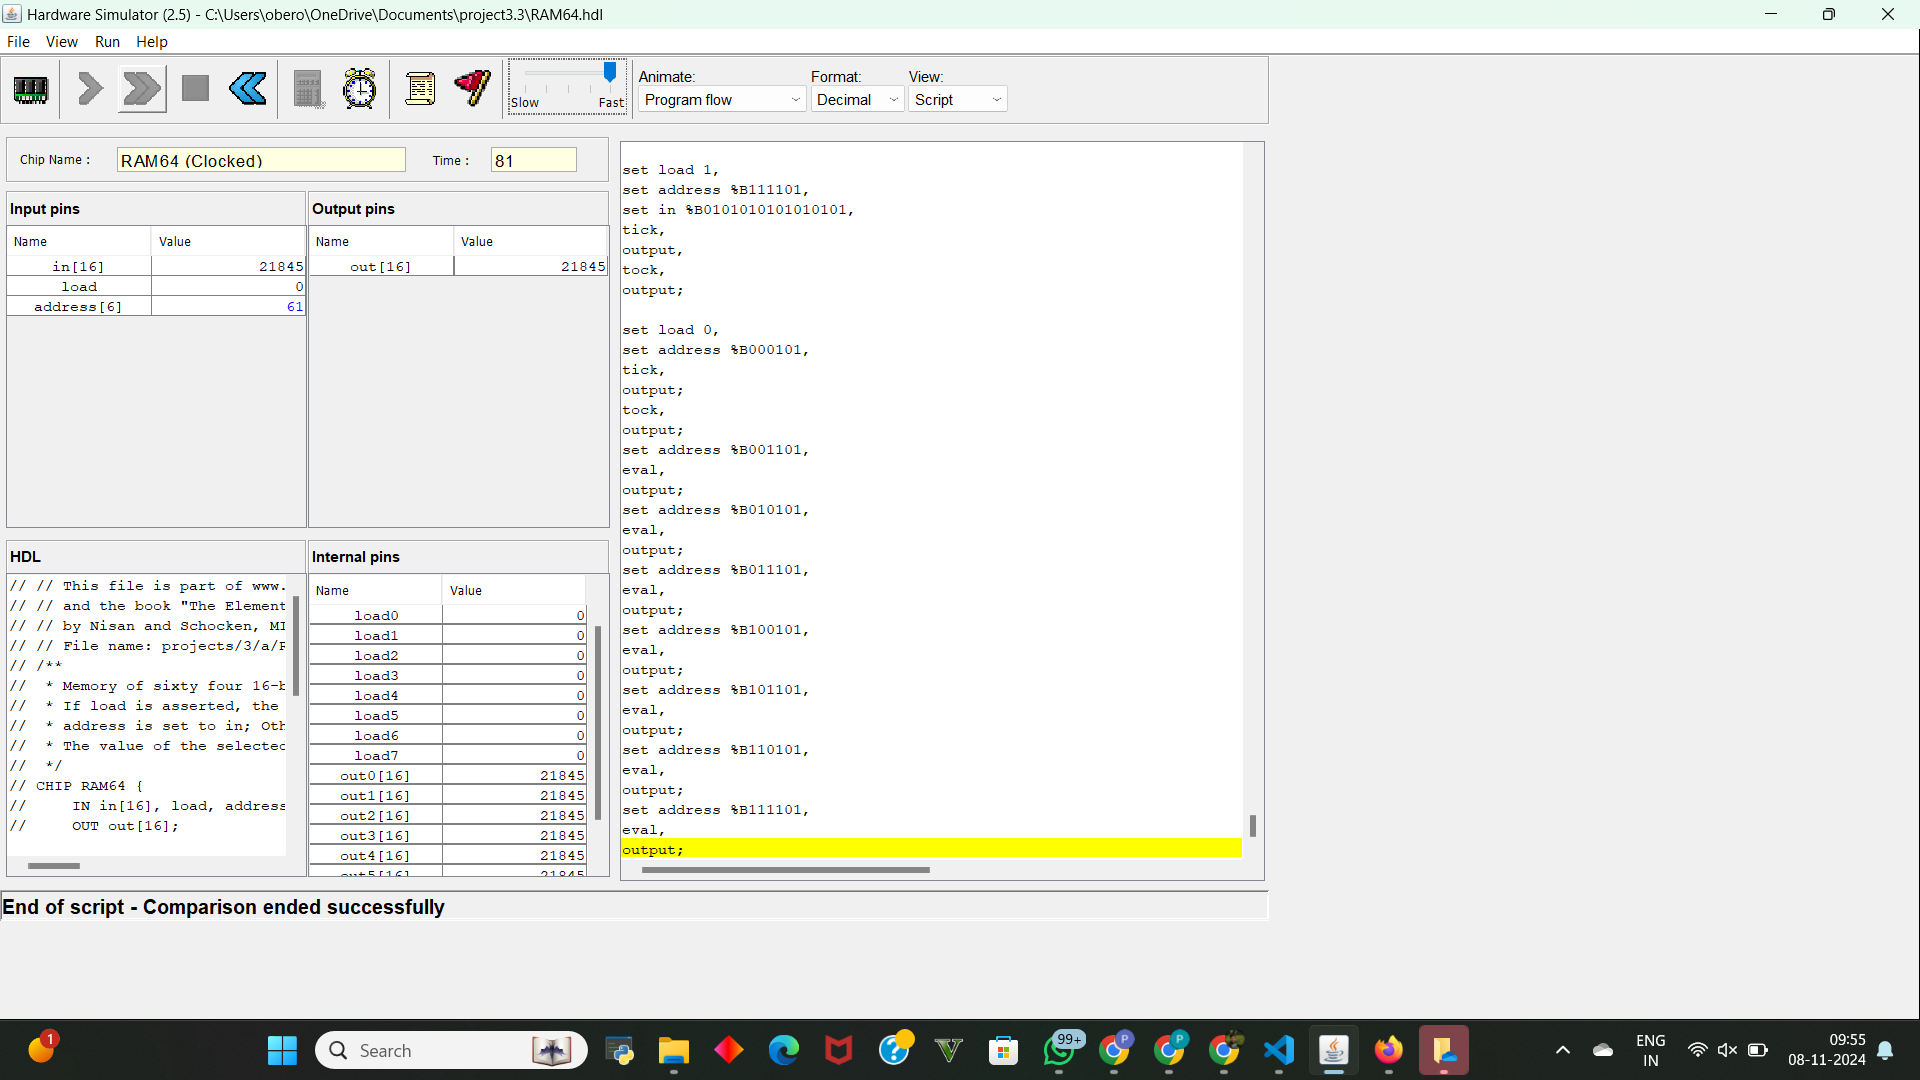 Hardware Simulator (2.5) - C:\Users\obero\OneDrive\Documents\project3.3\RAM64.hdl
File View Run Help
Slow Fast
Animate:
Program flow
Format:
Decimal
View:
Script
Chip Name :
RAM64 (Clocked)
Time :
81
Input pins
Name Value
in[16] 21845
load 0
address[6] 61
Output pins
Name Value
out[16] 21845
HDL
// // This file is part of www.
// // and the book "The Element
// // by Nisan and Schocken, MI
// // File name: projects/3/a/R
// /**
//  * Memory of sixty four 16-b
//  * If load is asserted, the
//  * address is set to in; Oth
//  * The value of the selected
//  */
// CHIP RAM64 {
//     IN in[16], load, address
//     OUT out[16];
Internal pins
Name Value
load0 0
load1 0
load2 0
load3 0
load4 0
load5 0
load6 0
load7 0
out0[16] 21845
out1[16] 21845
out2[16] 21845
out3[16] 21845
out4[16] 21845
out5[16] 21845
set load 1,
set address %B111101,
set in %B0101010101010101,
tick,
output,
tock,
output;
set load 0,
set address %B000101,
tick,
output;
tock,
output;
set address %B001101,
eval,
output;
set address %B010101,
eval,
output;
set address %B011101,
eval,
output;
set address %B100101,
eval,
output;
set address %B101101,
eval,
output;
set address %B110101,
eval,
output;
set address %B111101,
eval,
output;
End of script - Comparison ended successfully
1
Search
99+
P
P
ENG
IN
09:55
08-11-2024